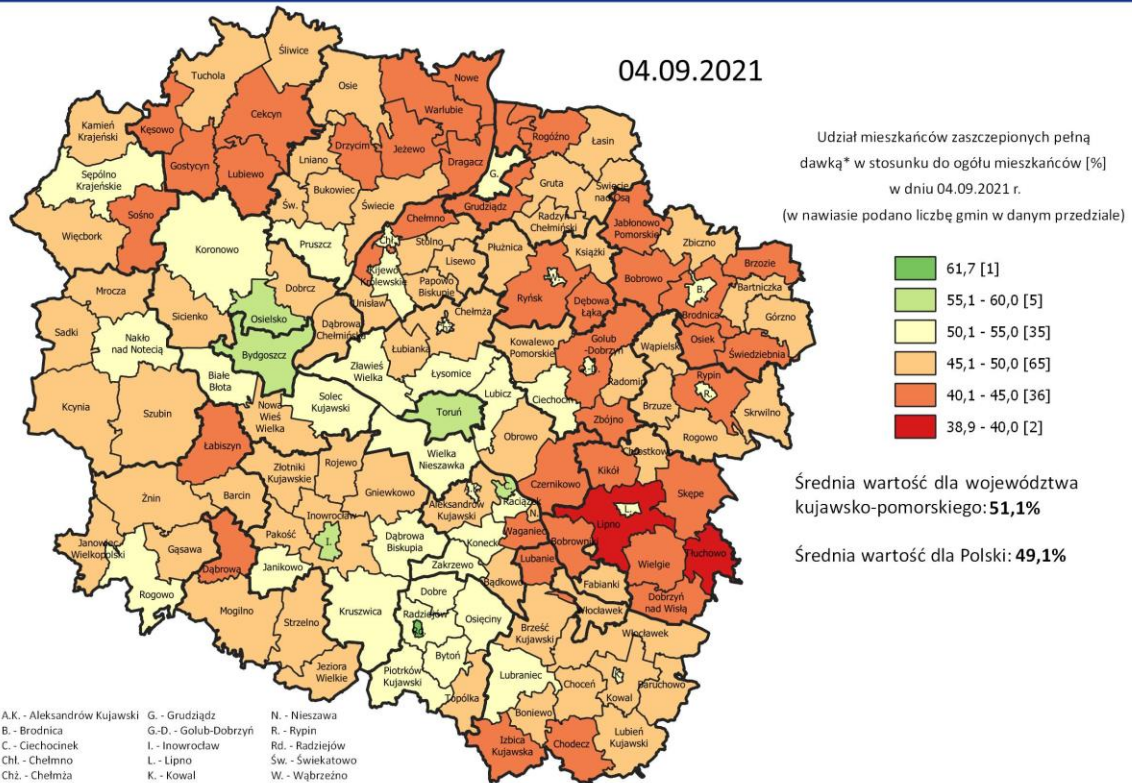 04.09.2021
Udział mieszkańców zaszczepionych pełną
dawką* w stosunku do ogółu mieszkańców [%]
w dniu 04.09.2021 r.
(w nawiasie podano liczbę gmin w danym przedziale)
61,7 [1]
55,1 - 60,0 [5]
50,1 - 55,0 [35]
45,1 - 50,0 [65]
40,1 - 45,0 [36]
38,9 - 40,0 [2]
Średnia wartość dla województwa
kujawsko-pomorskiego: 51,1%
Średnia wartość dla Polski: 49,1%
Śliwice
Tuchola
Osie
Nowe
Warlubie
Cekcyn
Kęsowo
Kamień
Krajeński
Rogóźno
Łasin
Drzycim
Jeżewo
Dragacz
Gostycyn
Lubiewo
Lniano
Sępólno
Krajeńskie
G.
Gruta
Świecie
nad Osą
Bukowiec
Św.
Świecie
Grudziądz
Chełmno
Radzyń
Chełmiński
Jabłonowo
Pomorskie
Sośno
Więcbork
Koronowo
Pruszcz
Chł.
Stolno
Lisewo
Płużnica
Książki
Zbiczno
Kijewo
Królewskie
Papowo
Biskupie
W.
Bobrowo
Brzozie
Bartniczka
B.
Brodnica
Górzno
Mrocza
Dobrcz
Unisław
Ryńsk
Dębowa
Łąka
Sadki
Sicienko
Osielsko
Dąbrowa
Chełmińska
Chełmża
Golub
-Dobrzyń
Wąpielsk
Osiek
Świedziebnia
Nakło
nad Notecią
Bydgoszcz
Łubianka
Kowalewo
Pomorskie
G.-D.
Radomin
Rypin
R.
Zławieś
Wielka
Łysomice
Białe
Błota
Solec
Kujawski
Lubicz
Ciechocin
Zbójno
Brzuze
Skrwilno
Kcynia
Szubin
Nowa
Wieś
Wielka
Toruń
Rogowo
Łabiszyn
Wielka
Nieszawka
Obrowo
Chrostkowo
Złotniki
Kujawskie
Rojewo
Czernikowo
Kikół
Skępe
Żnin
Barcin
Gniewkowo
Aleksandrów
Kujawski
C.
Raciążek
N.
L.
Lipno
Inowrocław
Pakość
I.
Dąbrowa
Biskupia
Koneck
Waganiec
Bobrowniki
Tłuchowo
Janowiec
Wielkopolski
Gąsawa
Dąbrowa
Janikowo
Zakrzewo
Lubanie
Wielgie
Bądkowo
Fabianki
Dobrzyń
nad Wisłą
Rogowo
Dobre
Włocławek
Mogilno
Strzelno
Kruszwica
Radziejów
Rd.
Osięciny
Brześć
Kujawski
Włocławek
Bytoń
Jeziora
Wielkie
Piotrków
Kujawski
Lubraniec
Choceń
Kowal
Baruchowo
Topólka
Boniewo
Izbica
Kujawska
Chodecz
Lubień
Kujawski
A.K. - Aleksandrów Kujawski
B. - Brodnica
C. - Ciechocinek
Chł. - Chełmno
Chż. - Chełmża
G. - Grudziądz
G.-D. - Golub-Dobrzyń
I. - Inowrocław
L. - Lipno
K. - Kowal
N. - Nieszawa
R. - Rypin
Rd. - Radziejów
Św. - Świekatowo
W. - Wąbrzeźno